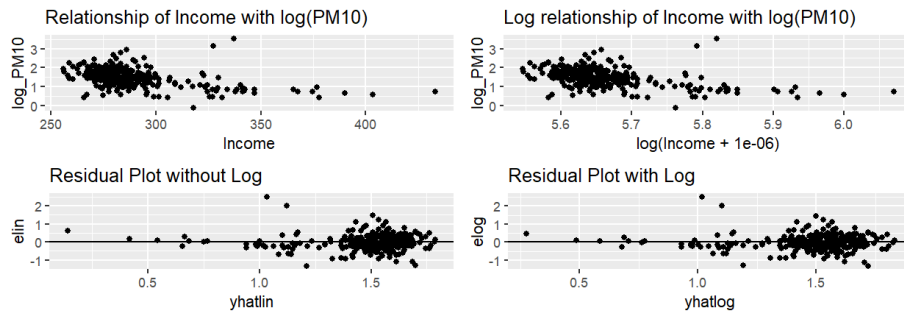 Relationship of Income with log(PM10)
log_PM10
3
2
1
0
250 300 350 400
Income
Log relationship of Income with log(PM10)
log_PM10
3
2
1
0
5.6 5.7 5.8 5.9 6.0
log(Income + 1e-06)
Residual Plot without Log
elin
2
1
0
-1
0.5 1.0 1.5
yhatlin
Residual Plot with Log
elog
2
1
0
-1
0.5 1.0 1.5
yhatlog